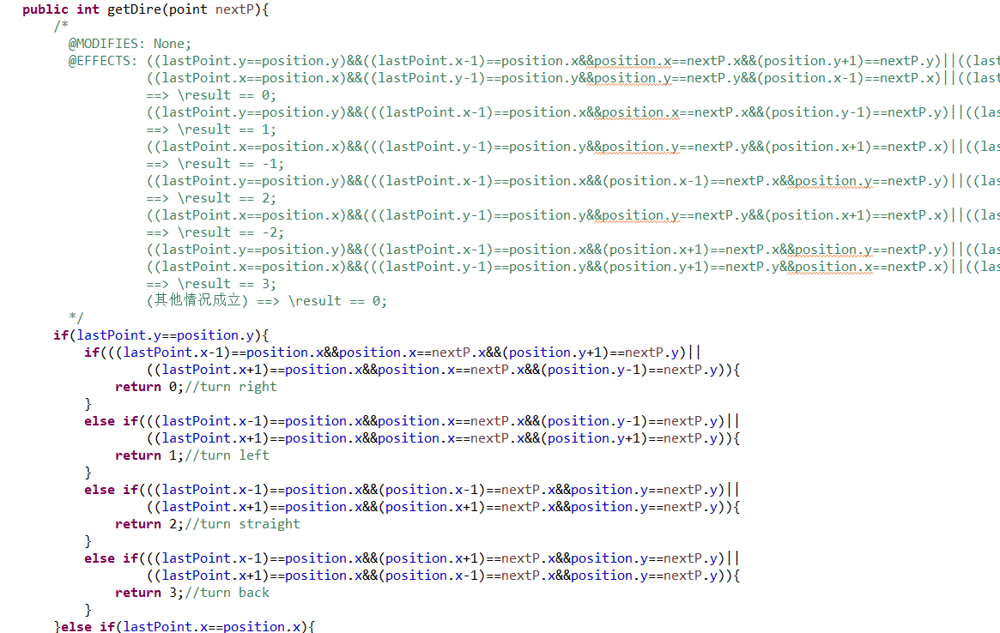 public int getDire(point nextP){
/*
@MODIFIES: None;
@EFFECTS: ((lastPoint.y==position.y)&&((lastPoint.x-1)==position.x&&position.x==nextP.x&&(position.y+1)==nextP.y)||((last
((lastPoint.x==position.x)&&((lastPoint.y-1)==position.y&&position.y==nextP.y&&(position.x-1)==nextP.x)||((last
==> \result == 0;
((lastPoint.y==position.y)&&(((lastPoint.x-1)==position.x&&position.x==nextP.x&&(position.y-1)==nextP.y)||((las
==> \result == 1;
((lastPoint.x==position.x)&&(((lastPoint.y-1)==position.y&&position.y==nextP.y&&(position.x+1)==nextP.x)||((las
==> \result == -1;
((lastPoint.y==position.y)&&(((lastPoint.x-1)==position.x&&(position.x-1)==nextP.x&&position.y==nextP.y)||((las
==> \result == 2;
((lastPoint.x==position.x)&&(((lastPoint.y-1)==position.y&&position.y==nextP.y&&(position.x+1)==nextP.x)||((las
==> \result == -2;
((lastPoint.y==position.y)&&(((lastPoint.x-1)==position.x&&(position.x+1)==nextP.x&&position.y==nextP.y)||((las
((lastPoint.x==position.x)&&(((lastPoint.y-1)==position.y&&(position.y+1)==nextP.y&&position.x==nextP.x)||((las
==> \result == 3;
(其他情况成立) ==> \result == 0;
*/
if(lastPoint.y==position.y){
if(((lastPoint.x-1)==position.x&&position.x==nextP.x&&(position.y+1)==nextP.y)||
((lastPoint.x+1)==position.x&&position.x==nextP.x&&(position.y-1)==nextP.y)){
return 0;//turn right
}
else if(((lastPoint.x-1)==position.x&&position.x==nextP.x&&(position.y-1)==nextP.y)||
((lastPoint.x+1)==position.x&&position.x==nextP.x&&(position.y+1)==nextP.y)){
return 1;//turn left
}
else if(((lastPoint.x-1)==position.x&&(position.x-1)==nextP.x&&position.y==nextP.y)||
((lastPoint.x+1)==position.x&&(position.x+1)==nextP.x&&position.y==nextP.y)){
return 2;//turn straight
}
else if(((lastPoint.x-1)==position.x&&(position.x+1)==nextP.x&&position.y==nextP.y)||
((lastPoint.x+1)==position.x&&(position.x-1)==nextP.x&&position.y==nextP.y)){
return 3;//turn back
}
}else if(lastPoint.x==position.x){